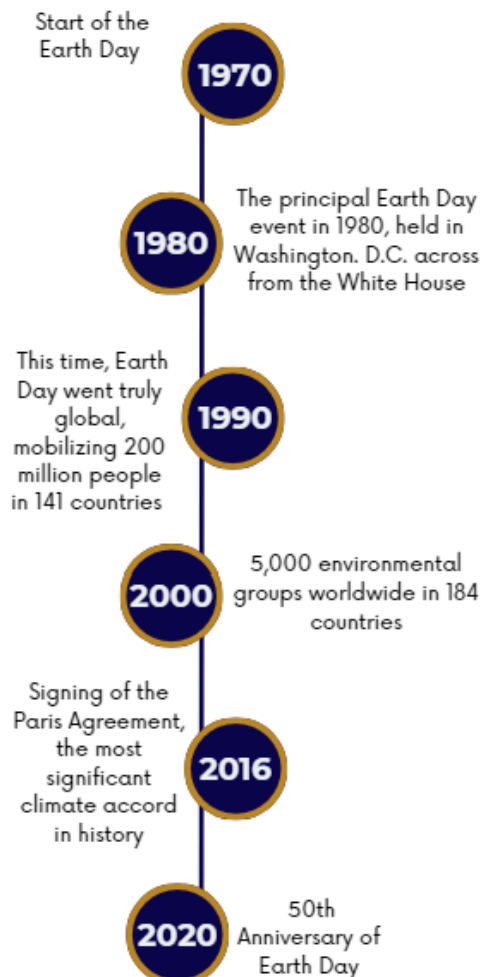 Start of the
Earth Day
1970
1980
The principal Earth Day
event in 1980, held in
Washington. D.C. across
from the White House
This time, Earth
Day went truly
global,
mobilizing 200
million people
in 141 countries
1990
2000
5,000 environmental
groups worldwide in 184
countries
Signing of the
Paris Agreement,
the most
significant
climate accord
in history
2016
2020
50th
Anniversary of
Earth Day